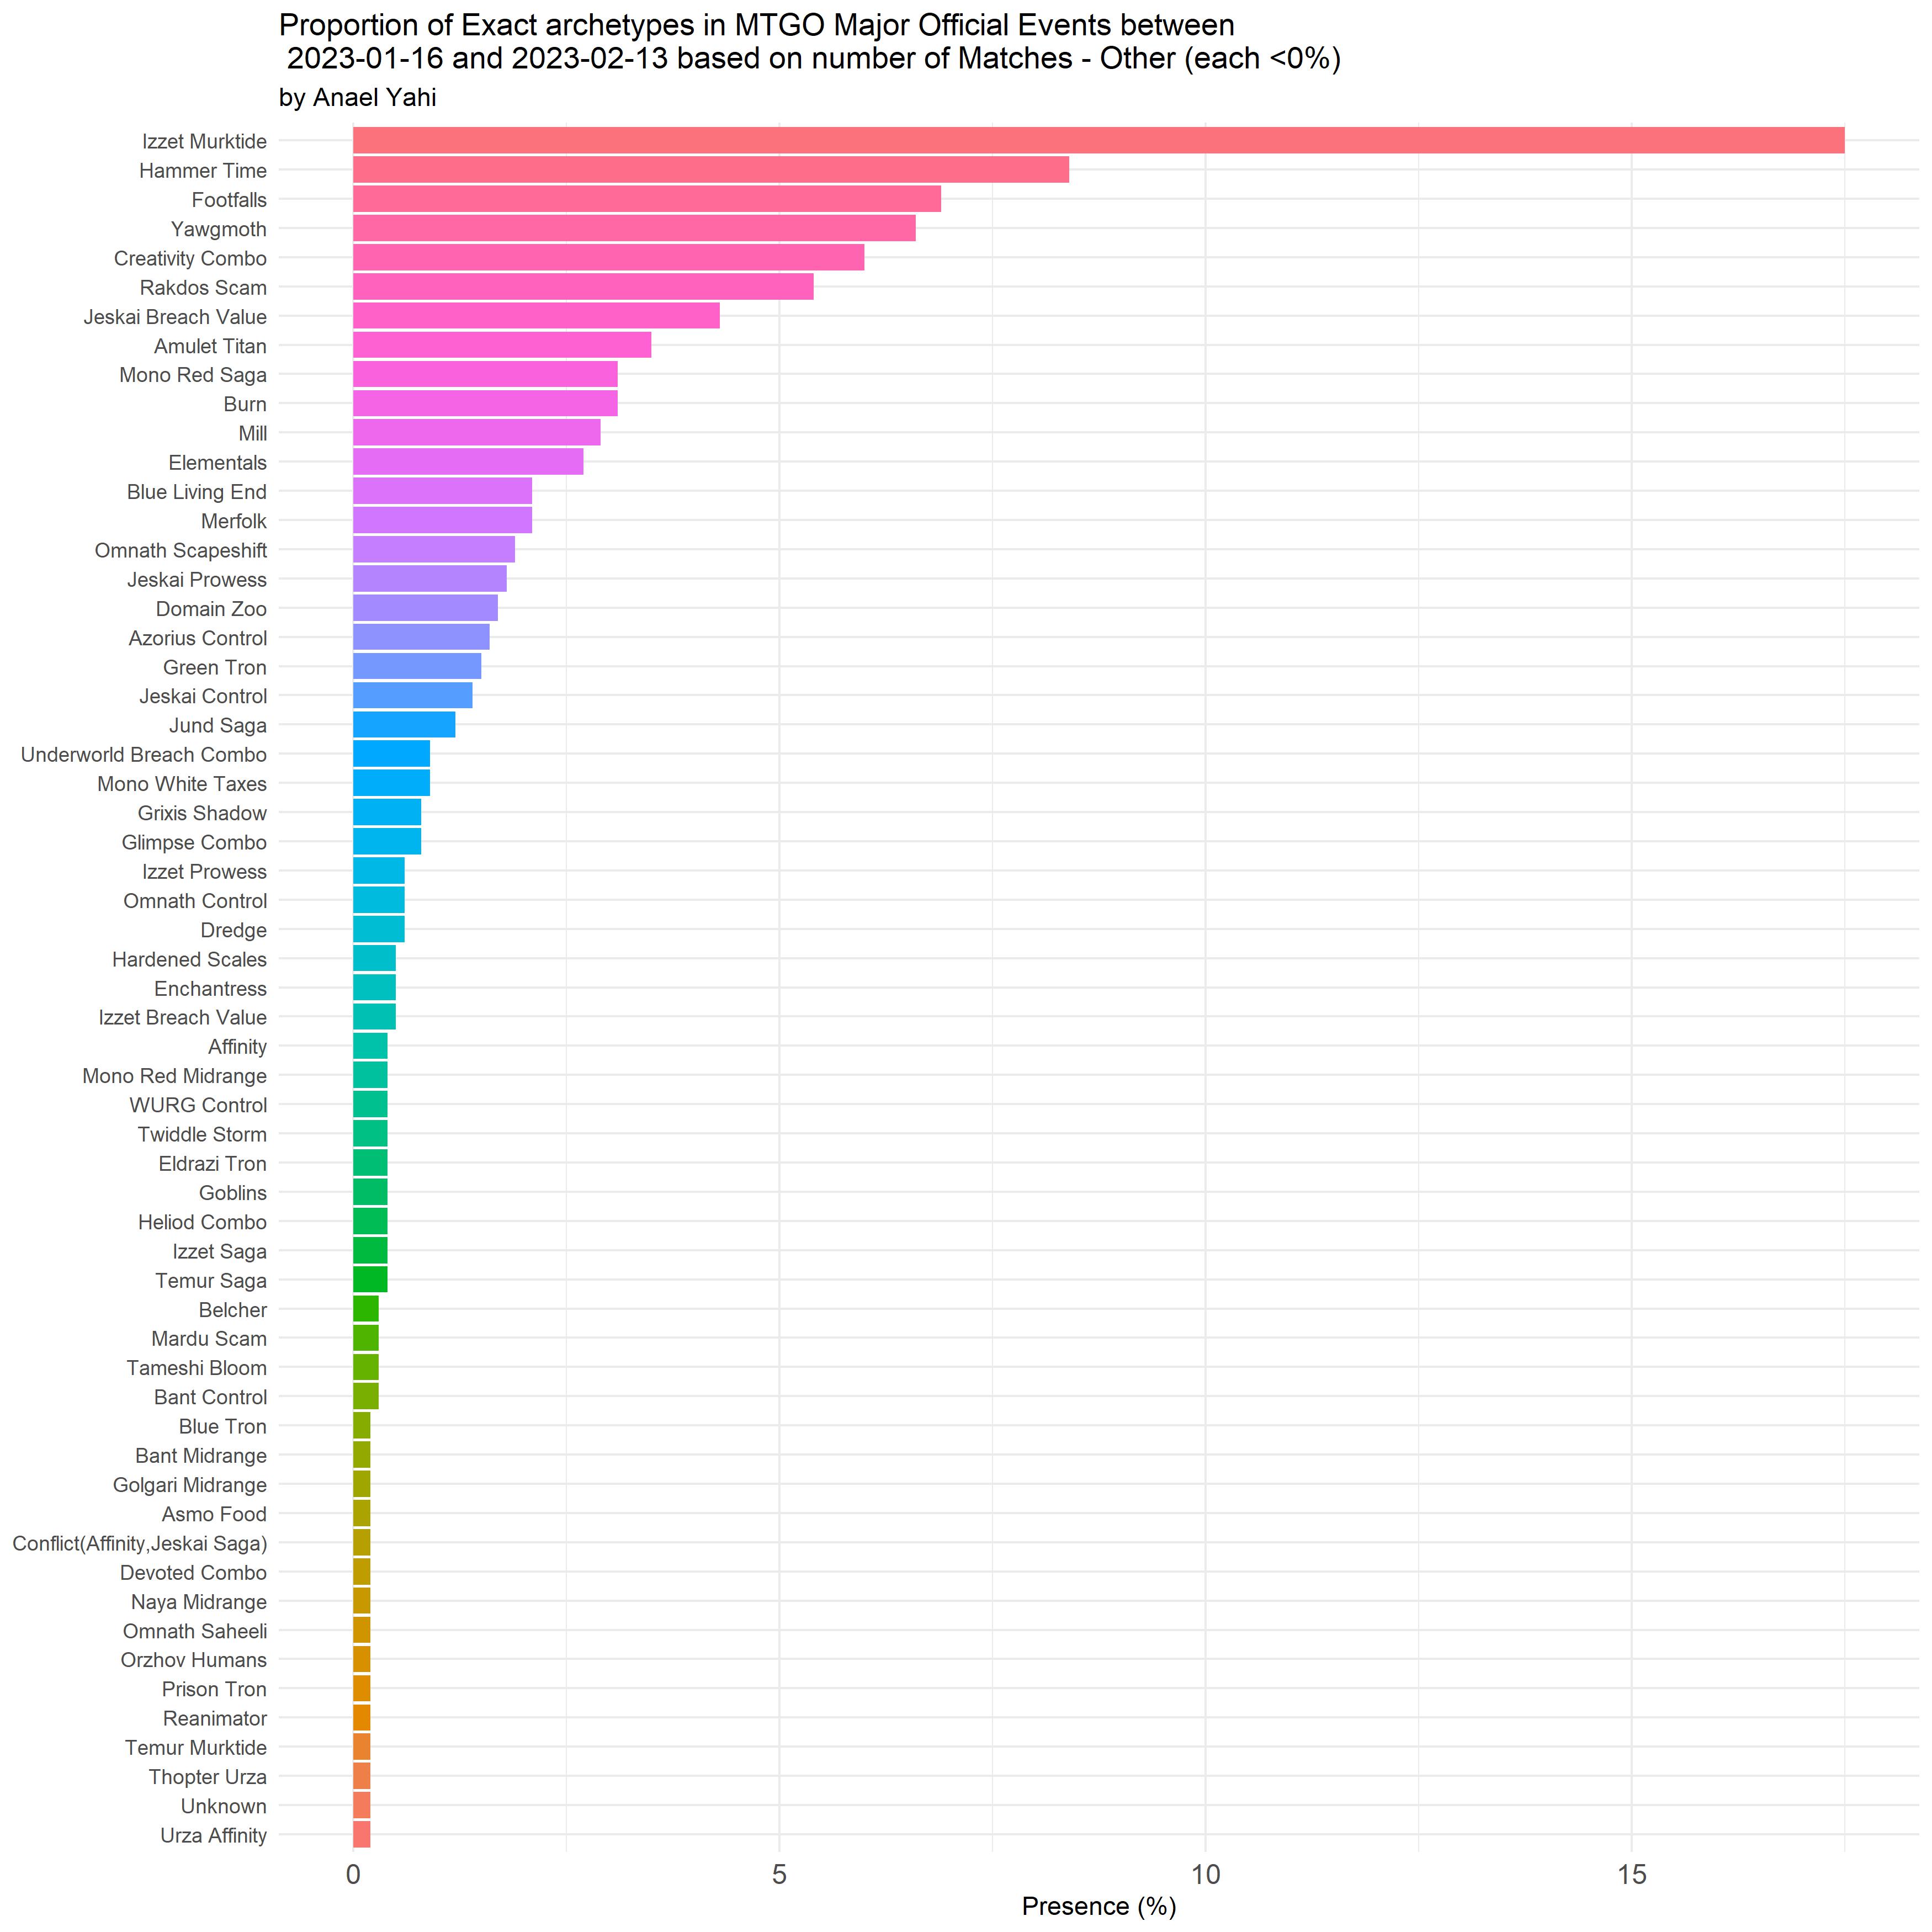 Proportion of Exact archetypes in MTGO Major Official Events between
2023-01-16 and 2023-02-13 based on number of Matches - Other (each <0%)
by Anael Yahi
Izzet Murktide
Hammer Time
Footfalls
Yawgmoth
Creativity Combo
Rakdos Scam
Jeskai Breach Value
Amulet Titan
Mono Red Saga
Burn
Mill
Elementals
Blue Living End
Merfolk
Omnath Scapeshift
Jeskai Prowess
Domain Zoo
Azorius Control
Green Tron
Jeskai Control
Jund Saga
Underworld Breach Combo
Mono White Taxes
Grixis Shadow
Glimpse Combo
Izzet Prowess
Omnath Control
Dredge
Hardened Scales
Enchantress
Izzet Breach Value
Affinity
Mono Red Midrange
WURG Control
Twiddle Storm
Eldrazi Tron
Goblins
Heliod Combo
Izzet Saga
Temur Saga
Belcher
Mardu Scam
Tameshi Bloom
Bant Control
Blue Tron
Bant Midrange
Golgari Midrange
Asmo Food
Conflict(Affinity,Jeskai Saga)
Devoted Combo
Naya Midrange
Omnath Saheeli
Orzhov Humans
Prison Tron
Reanimator
Temur Murktide
Thopter Urza
Unknown
Urza Affinity
0 5 10 15
Presence (%)